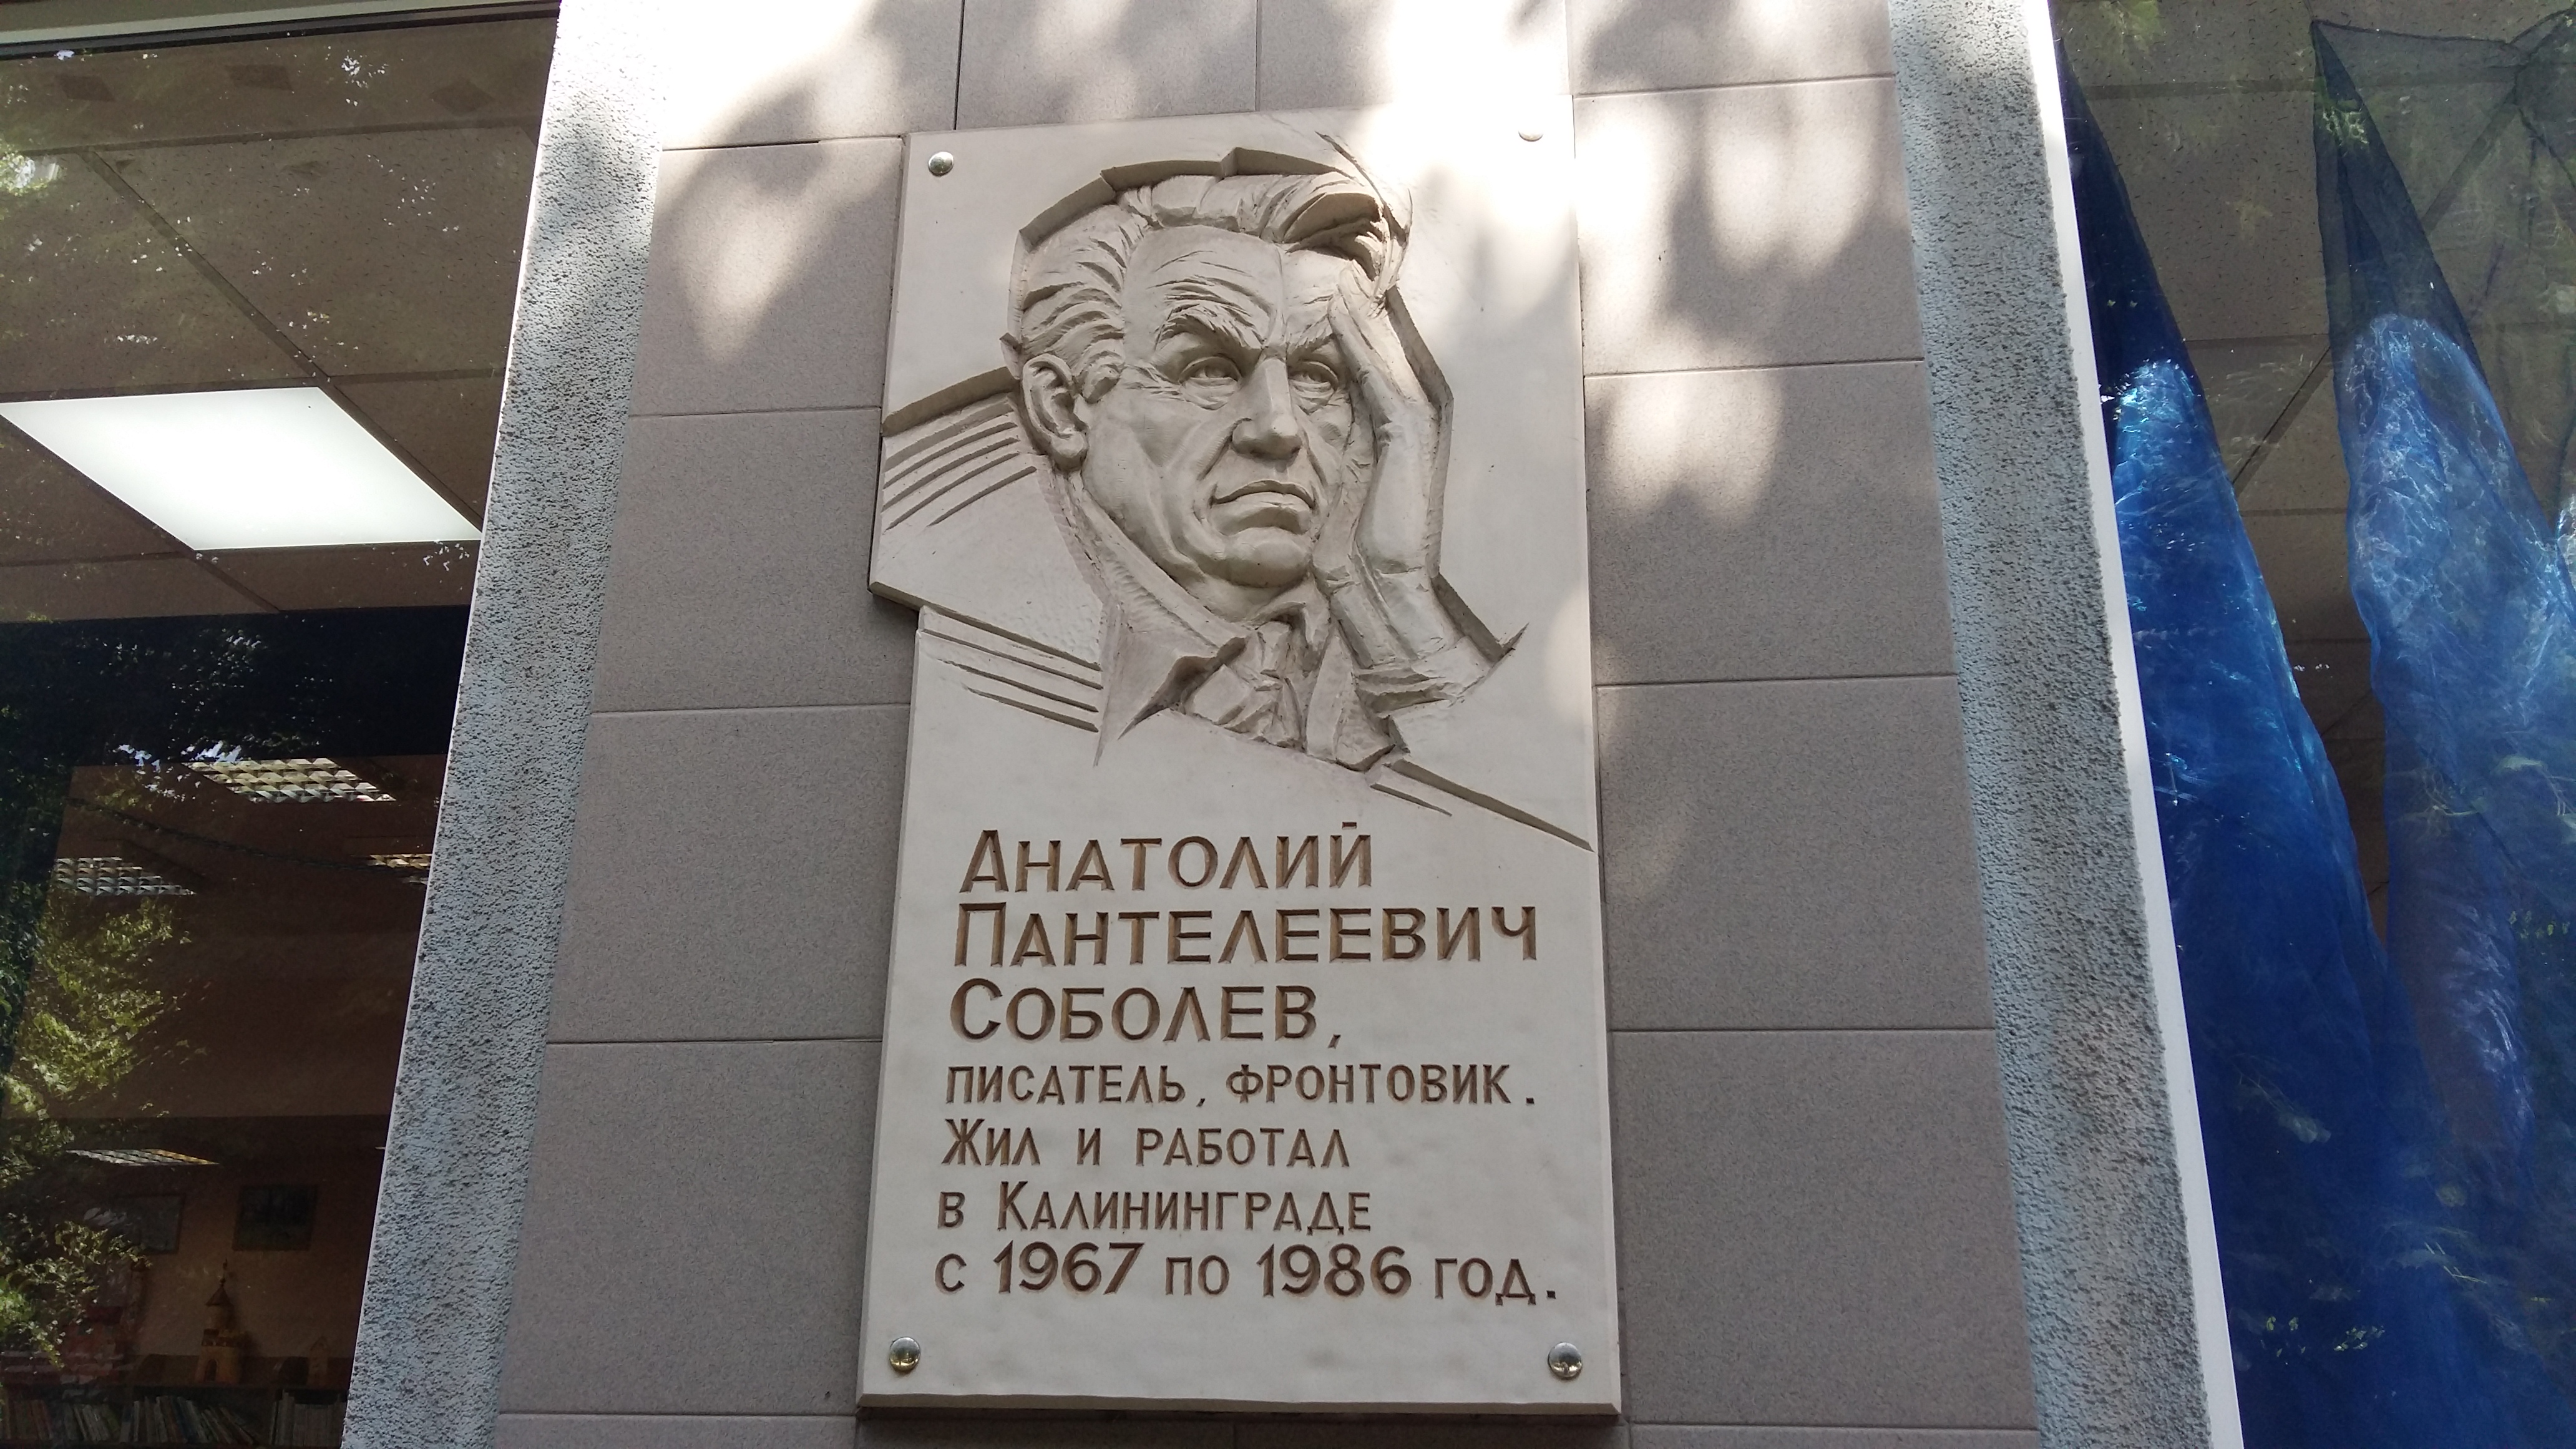 Анатолий
Пантелеевич
Соболев,
писатель, фронтовик.
Жил и работал
в Калининграде
с 1967 по 1986 год.